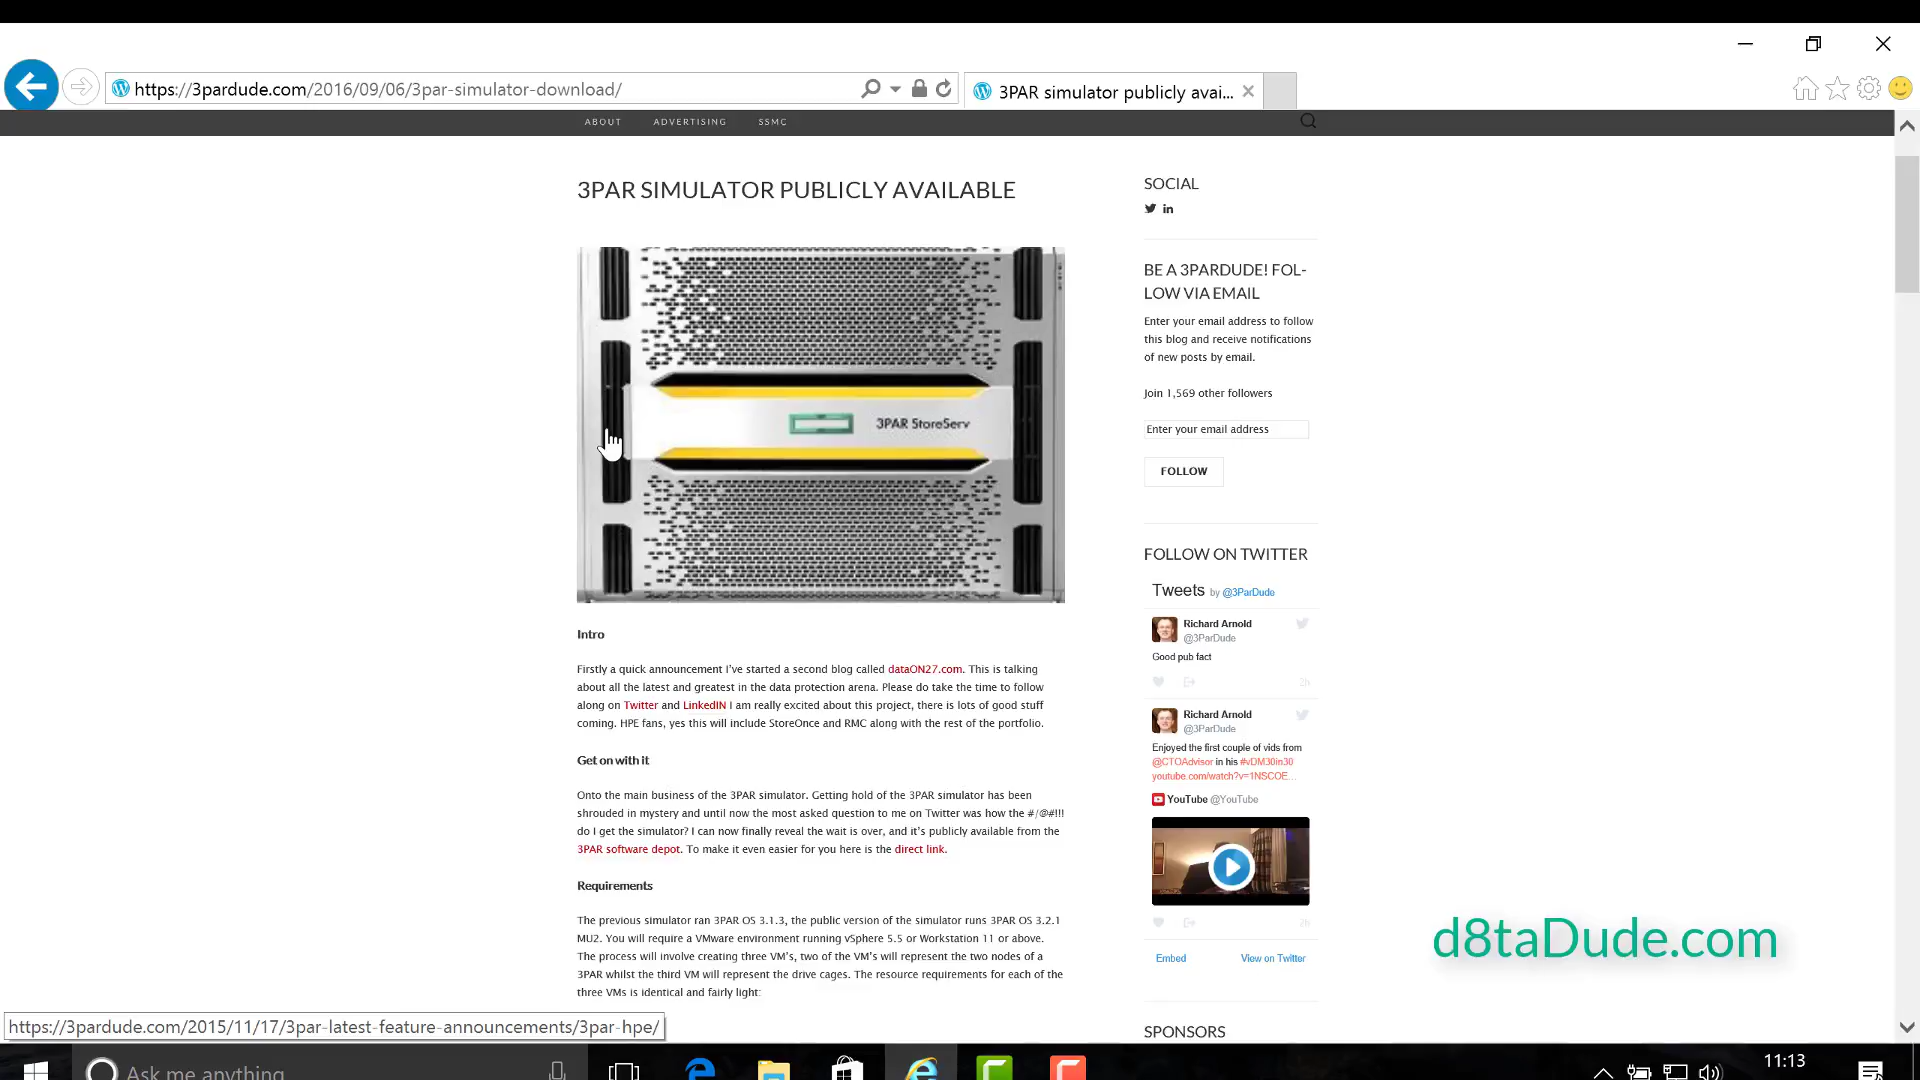 https://3pardude.com/2016/09/06/3par-simulator-download/
3PAR simulator publicly avai...
ABOUT ADVERTISING SSMC
3PAR SIMULATOR PUBLICLY AVAILABLE
3PAR StoreServ
Intro
Firstly a quick announcement I've started a second blog called dataON27.com. This is talking
about all the latest and greatest in the data protection arena. Please do take the time to follow
along on Twitter and LinkedIN I am really excited about this project, there is lots of good stuff
coming. HPE fans, yes this will include StoreOnce and RMC along with the rest of the portfolio.
Get on with it
Onto the main business of the 3PAR simulator. Getting hold of the 3PAR simulator has been
shrouded in mystery and until now the most asked question to me on Twitter was how the #/@#!!!
do I get the simulator? I can now finally reveal the wait is over, and it's publicly available from the
3PAR software depot. To make it even easier for you here is the direct link.
Requirements
The previous simulator ran 3PAR OS 3.1.3, the public version of the simulator runs 3PAR OS 3.2.1
MU2. You will require a VMware environment running vSphere 5.5 or Workstation 11 or above.
The process will involve creating three VM's, two of the VM's will represent the two nodes of a
3PAR whilst the third VM will represent the drive cages. The resource requirements for each of the
three VMs is identical and fairly light:
SOCIAL
BE A 3PARDUDE! FOL-
LOW VIA EMAIL
Enter your email address to follow
this blog and receive notifications
of new posts by email.
Join 1,569 other followers
Enter your email address
FOLLOW
FOLLOW ON TWITTER
Tweets by @3ParDude
Richard Arnold
@3ParDude
Good pub fact
2h
Richard Arnold
@3ParDude
Enjoyed the first couple of vids from
@CTOAdvisor in his #vDM30in30
youtube.com/watch?v=1NSCOE...
YouTube @YouTube
2h
Embed View on Twitter
SPONSORS
d8taDude.com
https://3pardude.com/2015/11/17/3par-latest-feature-announcements/3par-hpe/
Ask me anything
11:13